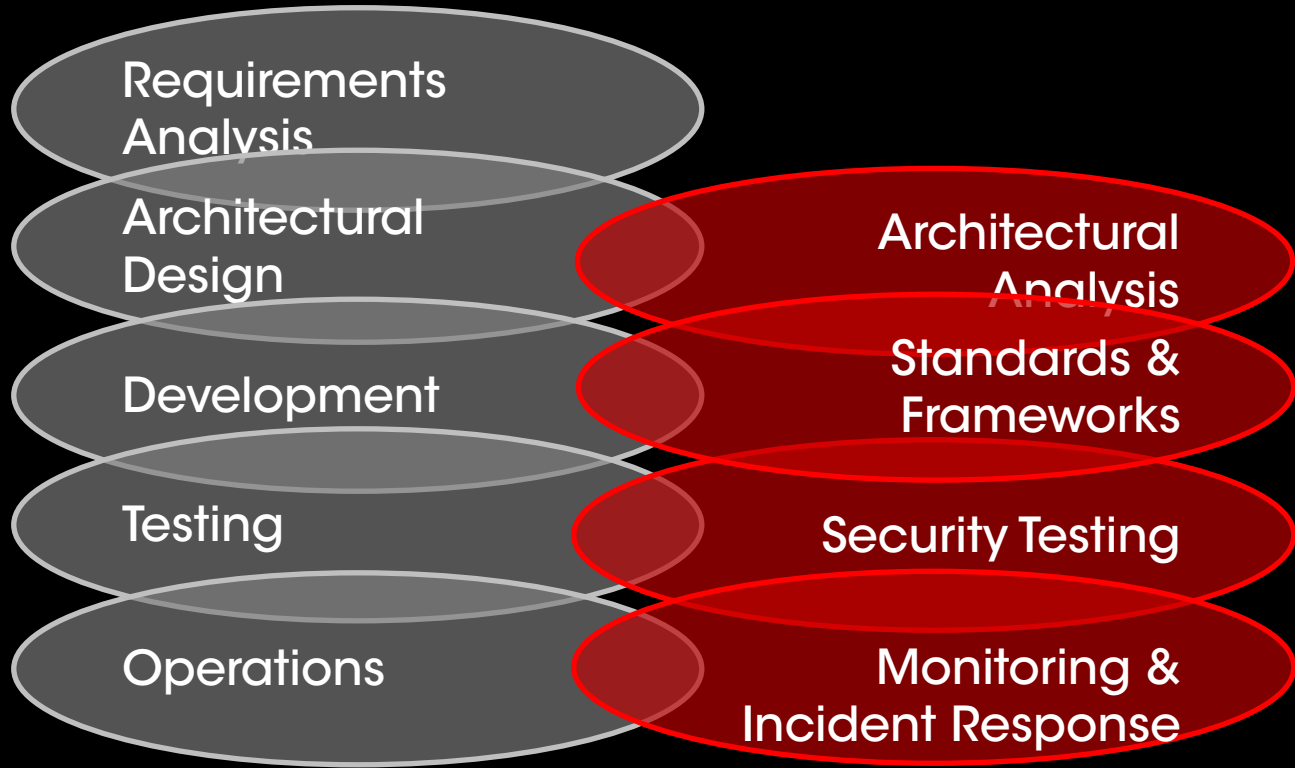 Requirements
Analysis
Architectural
Design
Development
Testing
Operations
Architectural
Analysis
Standards &
Frameworks
Security Testing
Monitoring &
Incident Response